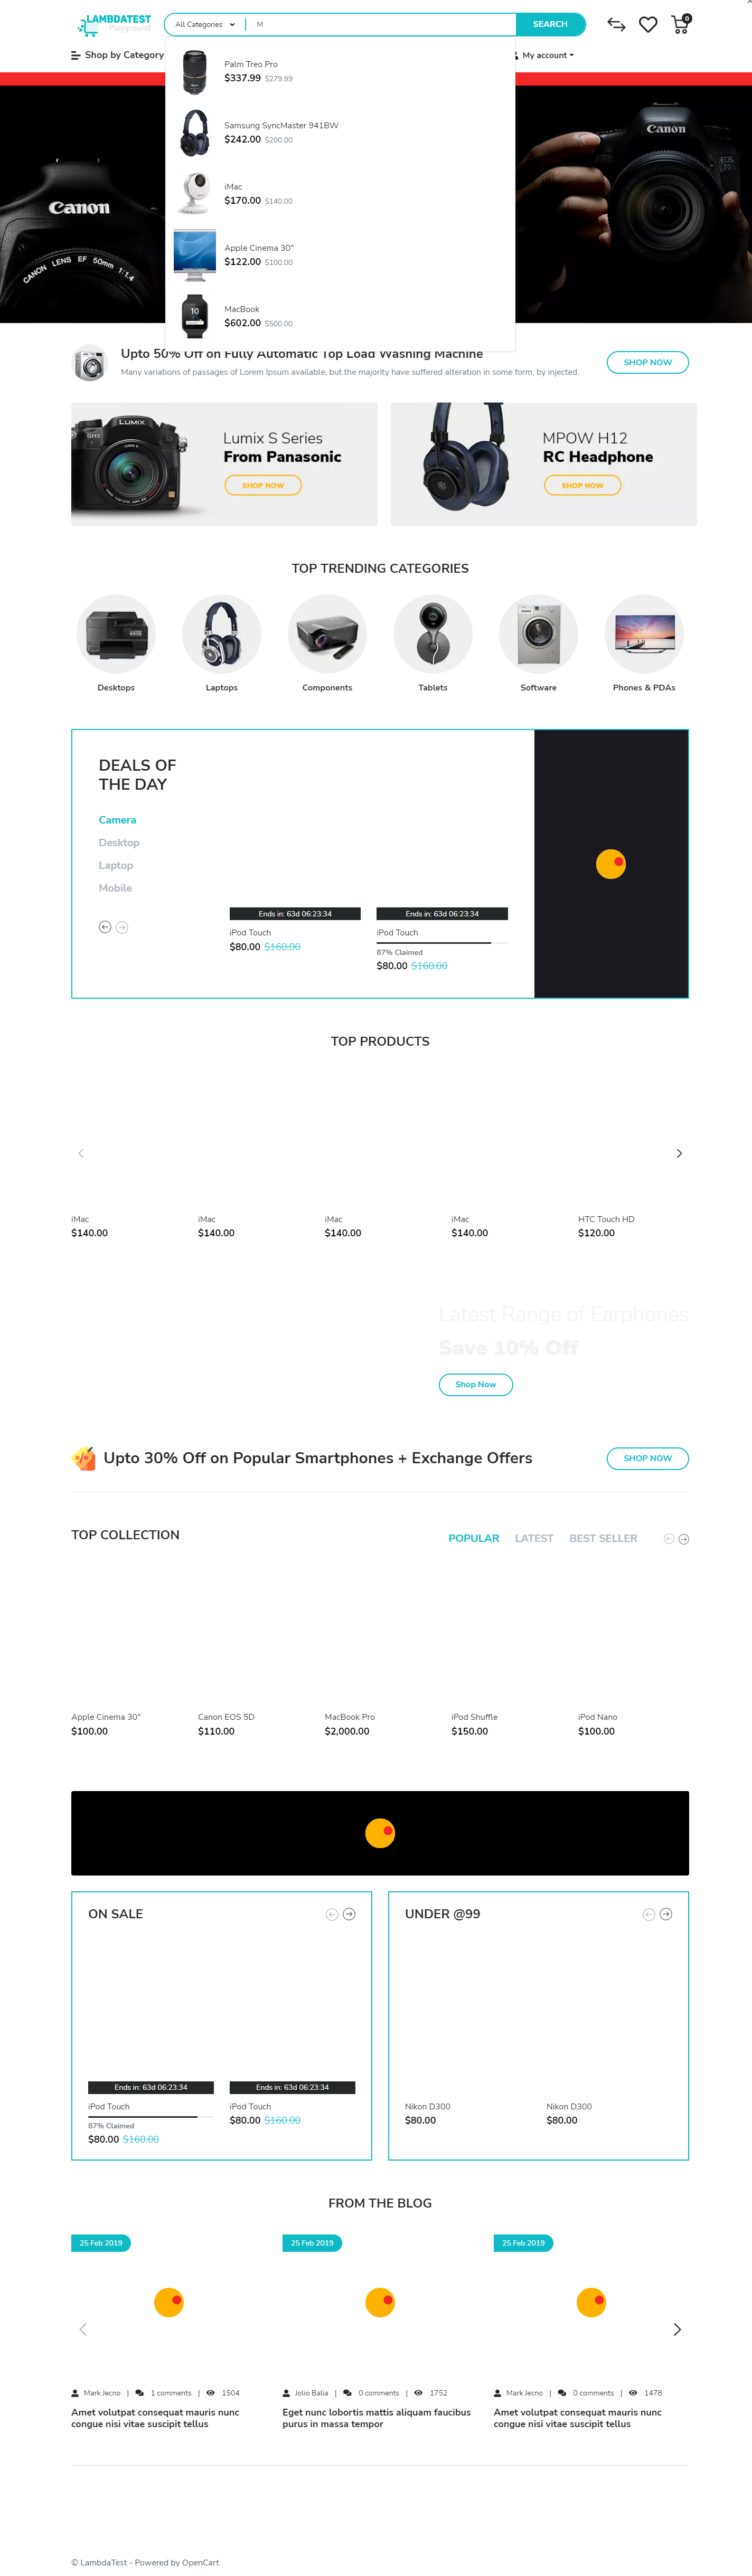 LAMBDATEST
Playground
All Categories
M
SEARCH
0
Shop by Category
My account
Palm Treo Pro
$337.99 $279.99
Samsung SyncMaster 941BW
$242.00 $200.00
iMac
$170.00 $140.00
Apple Cinema 30"
$122.00 $100.00
MacBook
$602.00 $500.00
Canon
CANON LENS EF 50mm 1:1.4
Canon
EOS
Upto 50% Off on Fully Automatic Top Load Washing Machine
Many variations of passages of Lorem Ipsum available, but the majority have suffered alteration in some form, by injected.
SHOP NOW
LUMIX
GH3
Lumix S Series
From Panasonic
SHOP NOW
MPOW H12
RC Headphone
SHOP NOW
TOP TRENDING CATEGORIES
Desktops
Laptops
Components
Tablets
Software
Phones & PDAs
DEALS OF
THE DAY
Camera
Desktop
Laptop
Mobile
Ends in: 63d 06:23:34
iPod Touch
$80.00 $160.00
Ends in: 63d 06:23:34
iPod Touch
87% Claimed
$80.00 $160.00
TOP PRODUCTS
iMac
$140.00
iMac
$140.00
iMac
$140.00
iMac
$140.00
HTC Touch HD
$120.00
Latest Range of Earphones
Save 10% Off
Shop Now
Upto 30% Off on Popular Smartphones + Exchange Offers
SHOP NOW
TOP COLLECTION
POPULAR
LATEST
BEST SELLER
Apple Cinema 30"
$100.00
Canon EOS 5D
$110.00
MacBook Pro
$2,000.00
iPod Shuffle
$150.00
iPod Nano
$100.00
ON SALE
Ends in: 63d 06:23:34
iPod Touch
87% Claimed
$80.00 $160.00
Ends in: 63d 06:23:34
iPod Touch
$80.00 $160.00
UNDER @99
Nikon D300
$80.00
Nikon D300
$80.00
FROM THE BLOG
25 Feb 2019
Mark Jecno | 1 comments | 1504
Amet volutpat consequat mauris nunc
congue nisi vitae suscipit tellus
25 Feb 2019
Jolio Balia | 0 comments | 1752
Eget nunc lobortis mattis aliquam faucibus
purus in massa tempor
25 Feb 2019
Mark Jecno | 0 comments | 1478
Amet volutpat consequat mauris nunc
congue nisi vitae suscipit tellus
© LambdaTest - Powered by OpenCart